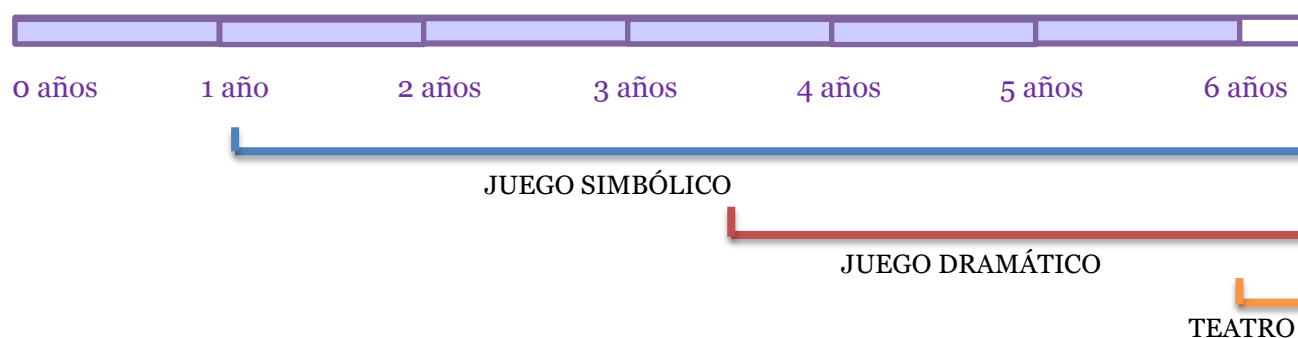 0 años 1 año 2 años 3 años 4 años 5 años 6 años
JUEGO SIMBÓLICO
JUEGO DRAMÁTICO
TEATRO